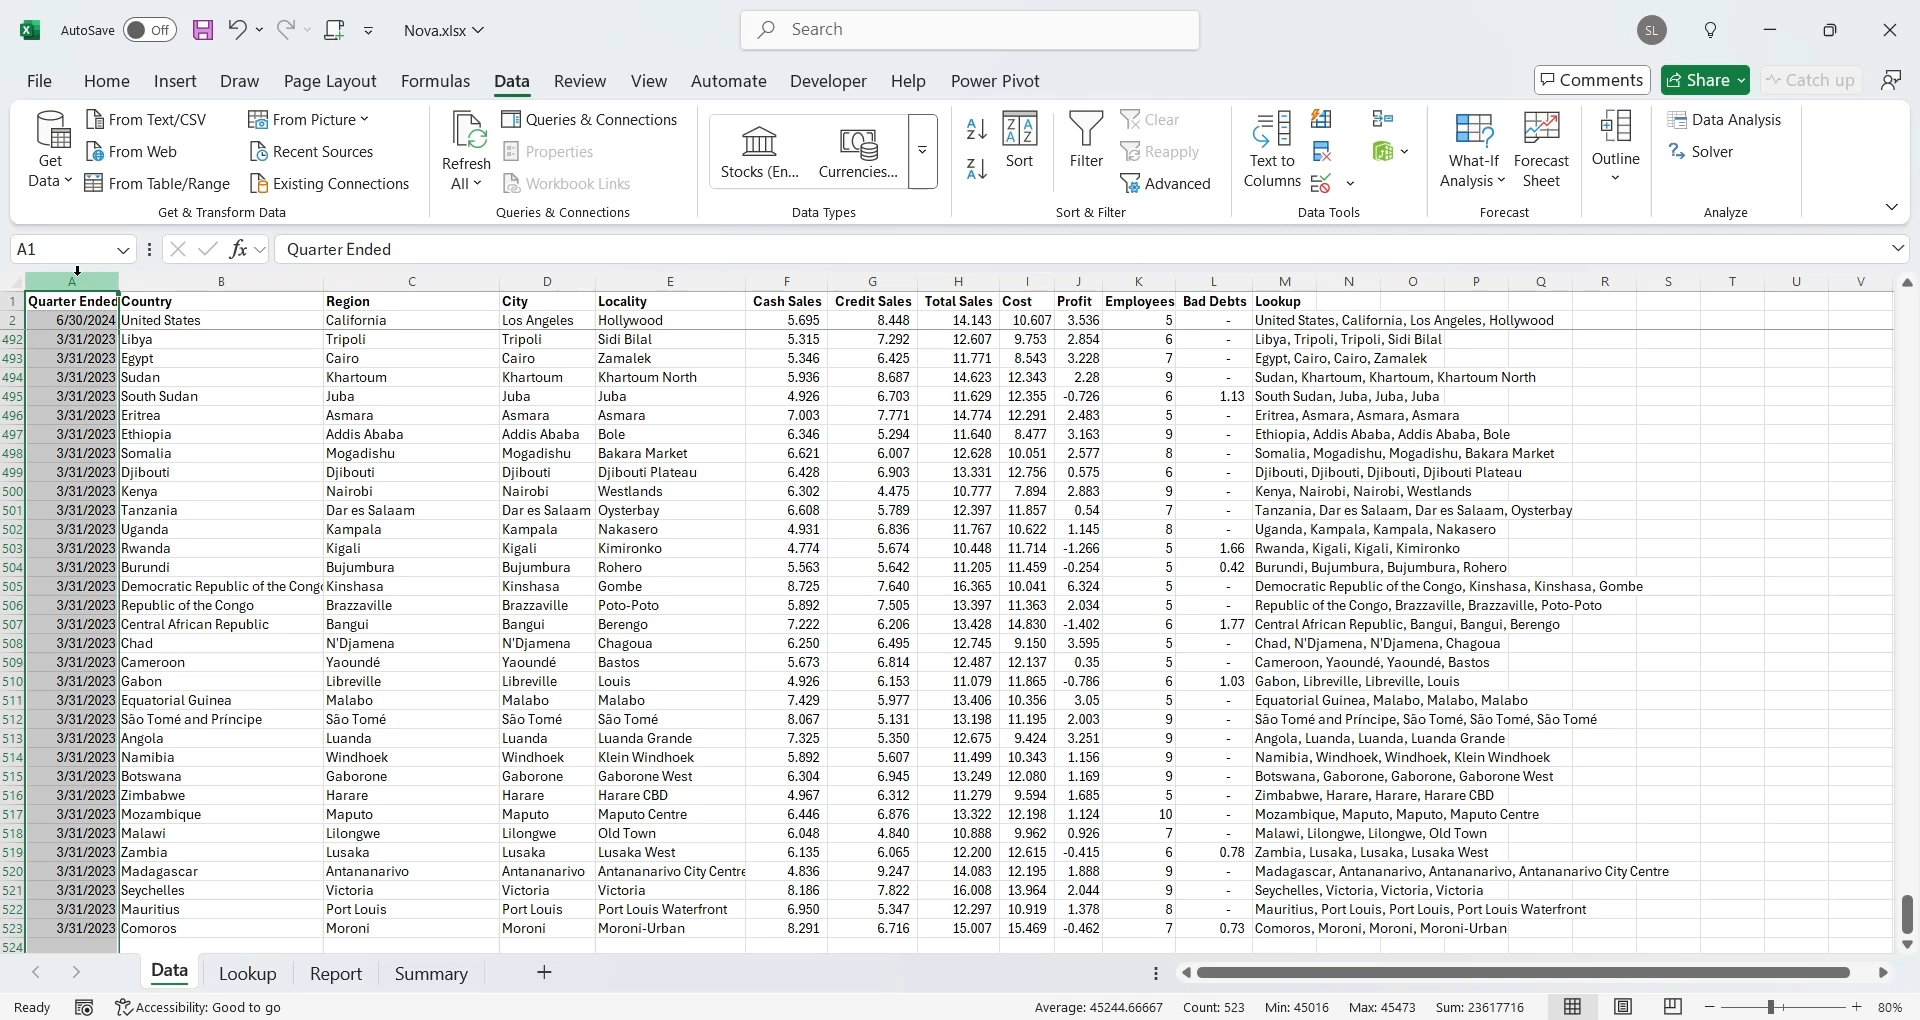 AutoSave Off Nova.xlsx Search SL
File Home Insert Draw Page Layout Formulas Data Review View Automate Developer Help Power Pivot Comments Share Catch up
Get Data From Text/CSV From Picture Refresh All Queries & Connections Stocks (En... Currencies... Sort Filter Clear Text to Columns What-If Analysis Forecast Sheet Outline Data Analysis
From Web Recent Sources Properties Reapply Solver
From Table/Range Existing Connections Workbook Links Advanced
Get & Transform Data Queries & Connections Data Types Sort & Filter Data Tools Forecast Analyze
A1 fx Quarter Ended
A B C D E F G H I J K L M N O P Q R S T U V
1 Quarter Ended Country Region City Locality Cash Sales Credit Sales Total Sales Cost Profit Employees Bad Debts Lookup
2 6/30/2024 United States California Los Angeles Hollywood 5.695 8.448 14.143 10.607 3.536 5 - United States, California, Los Angeles, Hollywood
492 3/31/2023 Libya Tripoli Tripoli Sidi Bilal 5.315 7.292 12.607 9.753 2.854 6 - Libya, Tripoli, Tripoli, Sidi Bilal
493 3/31/2023 Egypt Cairo Cairo Zamalek 5.346 6.425 11.771 8.543 3.228 7 - Egypt, Cairo, Cairo, Zamalek
494 3/31/2023 Sudan Khartoum Khartoum Khartoum North 5.936 8.687 14.623 12.343 2.28 9 - Sudan, Khartoum, Khartoum, Khartoum North
495 3/31/2023 South Sudan Juba Juba Juba 4.926 6.703 11.629 12.355 -0.726 6 1.13 South Sudan, Juba, Juba, Juba
496 3/31/2023 Eritrea Asmara Asmara Asmara 7.003 7.771 14.774 12.291 2.483 5 - Eritrea, Asmara, Asmara, Asmara
497 3/31/2023 Ethiopia Addis Ababa Addis Ababa Bole 6.346 5.294 11.640 8.477 3.163 9 - Ethiopia, Addis Ababa, Addis Ababa, Bole
498 3/31/2023 Somalia Mogadishu Mogadishu Bakara Market 6.621 6.007 12.628 10.051 2.577 8 - Somalia, Mogadishu, Mogadishu, Bakara Market
499 3/31/2023 Djibouti Djibouti Djibouti Djibouti Plateau 6.428 6.903 13.331 12.756 0.575 6 - Djibouti, Djibouti, Djibouti, Djibouti Plateau
500 3/31/2023 Kenya Nairobi Nairobi Westlands 6.302 4.475 10.777 7.894 2.883 9 - Kenya, Nairobi, Nairobi, Westlands
501 3/31/2023 Tanzania Dar es Salaam Dar es Salaam Oysterbay 6.608 5.789 12.397 11.857 0.54 7 - Tanzania, Dar es Salaam, Dar es Salaam, Oysterbay
502 3/31/2023 Uganda Kampala Kampala Nakasero 4.931 6.836 11.767 10.622 1.145 8 - Uganda, Kampala, Kampala, Nakasero
503 3/31/2023 Rwanda Kigali Kigali Kimironko 4.774 5.674 10.448 11.714 -1.266 5 1.66 Rwanda, Kigali, Kigali, Kimironko
504 3/31/2023 Burundi Bujumbura Bujumbura Rohero 5.563 5.642 11.205 11.459 -0.254 5 0.42 Burundi, Bujumbura, Bujumbura, Rohero
505 3/31/2023 Democratic Republic of the Cong Kinshasa Kinshasa Gombe 8.725 7.640 16.365 10.041 6.324 5 - Democratic Republic of the Congo, Kinshasa, Kinshasa, Gombe
506 3/31/2023 Republic of the Congo Brazzaville Brazzaville Poto-Poto 5.892 7.505 13.397 11.363 2.034 5 - Republic of the Congo, Brazzaville, Brazzaville, Poto-Poto
507 3/31/2023 Central African Republic Bangui Bangui Berengo 7.222 6.206 13.428 14.830 -1.402 6 1.77 Central African Republic, Bangui, Bangui, Berengo
508 3/31/2023 Chad N'Djamena N'Djamena Chagoua 6.250 6.495 12.745 9.150 3.595 5 - Chad, N'Djamena, N'Djamena, Chagoua
509 3/31/2023 Cameroon Yaoundé Yaoundé Bastos 5.673 6.814 12.487 12.137 0.35 5 - Cameroon, Yaoundé, Yaoundé, Bastos
510 3/31/2023 Gabon Libreville Libreville Louis 4.926 6.153 11.079 11.865 -0.786 6 1.03 Gabon, Libreville, Libreville, Louis
511 3/31/2023 Equatorial Guinea Malabo Malabo Malabo 7.429 5.977 13.406 10.356 3.05 5 - Equatorial Guinea, Malabo, Malabo, Malabo
512 3/31/2023 São Tomé and Príncipe São Tomé São Tomé São Tomé 8.067 5.131 13.198 11.195 2.003 9 - São Tomé and Príncipe, São Tomé, São Tomé, São Tomé
513 3/31/2023 Angola Luanda Luanda Luanda Grande 7.325 5.350 12.675 9.424 3.251 9 - Angola, Luanda, Luanda, Luanda Grande
514 3/31/2023 Namibia Windhoek Windhoek Klein Windhoek 5.892 5.607 11.499 10.343 1.156 9 - Namibia, Windhoek, Windhoek, Klein Windhoek
515 3/31/2023 Botswana Gaborone Gaborone Gaborone West 6.304 6.945 13.249 12.080 1.169 9 - Botswana, Gaborone, Gaborone, Gaborone West
516 3/31/2023 Zimbabwe Harare Harare Harare CBD 4.967 6.312 11.279 9.594 1.685 5 - Zimbabwe, Harare, Harare, Harare CBD
517 3/31/2023 Mozambique Maputo Maputo Maputo Centre 6.446 6.876 13.322 12.198 1.124 10 - Mozambique, Maputo, Maputo, Maputo Centre
518 3/31/2023 Malawi Lilongwe Lilongwe Old Town 6.048 4.840 10.888 9.962 0.926 7 - Malawi, Lilongwe, Lilongwe, Old Town
519 3/31/2023 Zambia Lusaka Lusaka Lusaka West 6.135 6.065 12.200 12.615 -0.415 6 0.78 Zambia, Lusaka, Lusaka, Lusaka West
520 3/31/2023 Madagascar Antananarivo Antananarivo Antananarivo City Centre 4.836 9.247 14.083 12.195 1.888 9 - Madagascar, Antananarivo, Antananarivo, Antananarivo City Centre
521 3/31/2023 Seychelles Victoria Victoria Victoria 8.186 7.822 16.008 13.964 2.044 9 - Seychelles, Victoria, Victoria, Victoria
522 3/31/2023 Mauritius Port Louis Port Louis Port Louis Waterfront 6.950 5.347 12.297 10.919 1.378 8 - Mauritius, Port Louis, Port Louis, Port Louis Waterfront
523 3/31/2023 Comoros Moroni Moroni Moroni-Urban 8.291 6.716 15.007 15.469 -0.462 7 0.73 Comoros, Moroni, Moroni, Moroni-Urban
524
Data Lookup Report Summary
Ready Accessibility: Good to go Average: 45244.66667 Count: 523 Min: 45016 Max: 45473 Sum: 23617716 80%